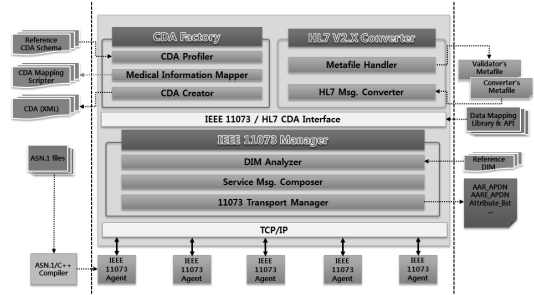 CDA Factory
HL7 V2.X Converter
Reference
CDA Schema
CDA Profiler
Metafile Handler
Validator's
Metafile
CDA Mapping
Scripter
Medical Information Mapper
Converter's
Metafile
CDA (XML)
CDA Creator
HL7 Msg. Converter
IEEE 11073 / HL7 CDA Interface
Data Mapping
Library & API
IEEE 11073 Manager
ASN.1 files
DIM Analyzer
Reference
DIM
Service Msg. Composer
11073 Transport Manager
AAR_APDN
AARE_APDN
Attribute_list
...
TCP/IP
ASN.1/C++
Compiler
IEEE
11073
Agent
IEEE
11073
Agent
IEEE
11073
Agent
IEEE
11073
Agent
IEEE
11073
Agent